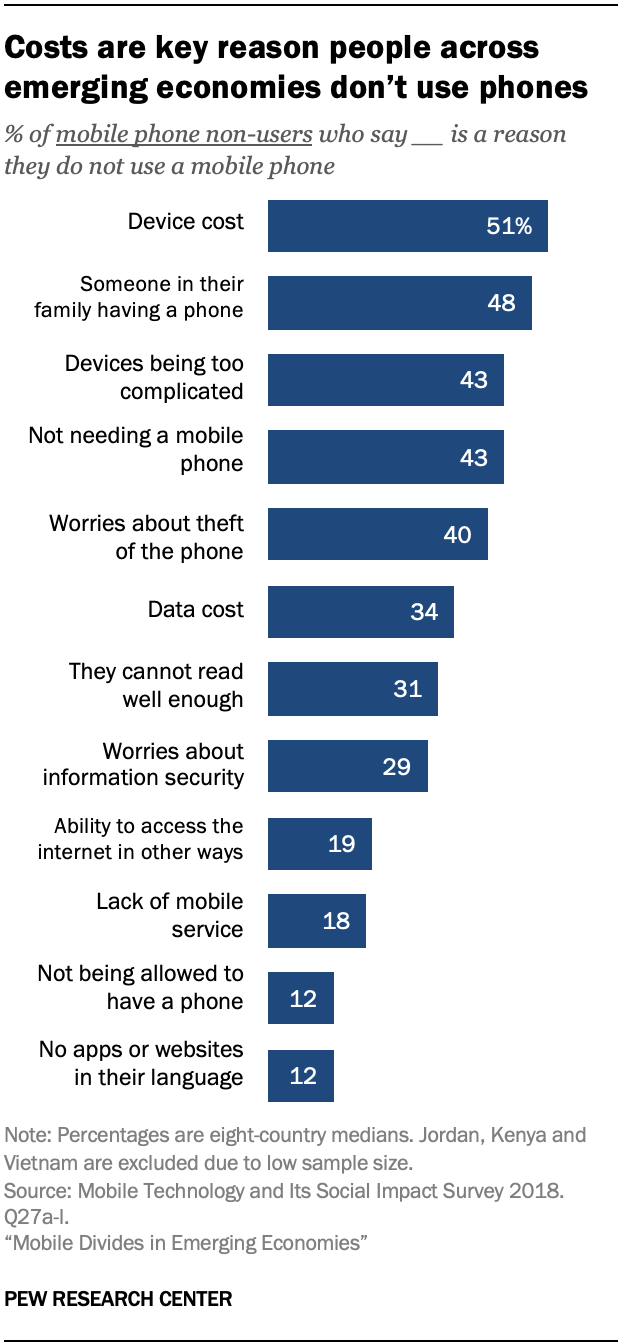 Costs are key reason people across
emerging economies don’t use phones
% of mobile phone non-users who say __ is a reason
they do not use a mobile phone
Device cost
51%
Someone in their
family having a phone
48
Devices being too
complicated
43
Not needing a mobile
phone
43
Worries about theft
of the phone
40
Data cost
34
They cannot read
well enough
31
Worries about
information security
29
Ability to access the
internet in other ways
19
Lack of mobile
service
18
Not being allowed to
have a phone
12
No apps or websites
in their language
12
Note: Percentages are eight-country medians. Jordan, Kenya and
Vietnam are excluded due to low sample size.
Source: Mobile Technology and Its Social Impact Survey 2018.
Q27a-l.
“Mobile Divides in Emerging Economies”
PEW RESEARCH CENTER